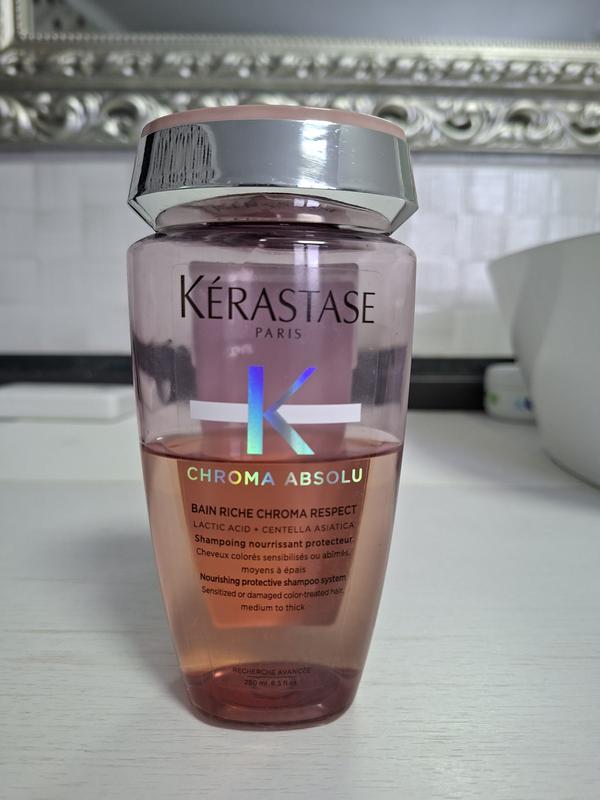 KÉRASTASE
PARIS
K
CHROMA ABSOLU
BAIN RICHE CHROMA RESPECT
LACTIC ACID + CENTELLA ASIATICA
Shampoing nourrissant protecteur.
Cheveux colorés sensibilisés ou abîmés,
moyens à épais
Nourishing protective shampoo system
Sensitized or damaged color-treated hair,
medium to thick
RECHERCHE AVANCÉE
250 ml 8.5 fl.oz.